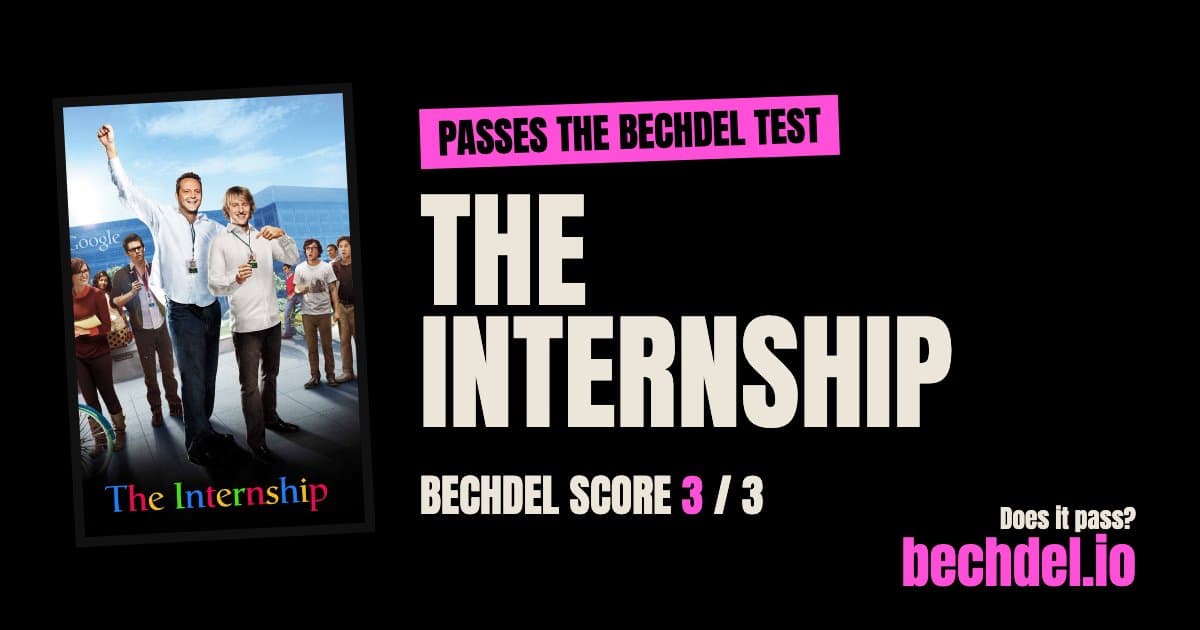 PASSES THE BECHDEL TEST
THE
INTERNSHIP
BECHDEL SCORE 3 / 3
Google
The Internship
Does it pass?
bechdel.io